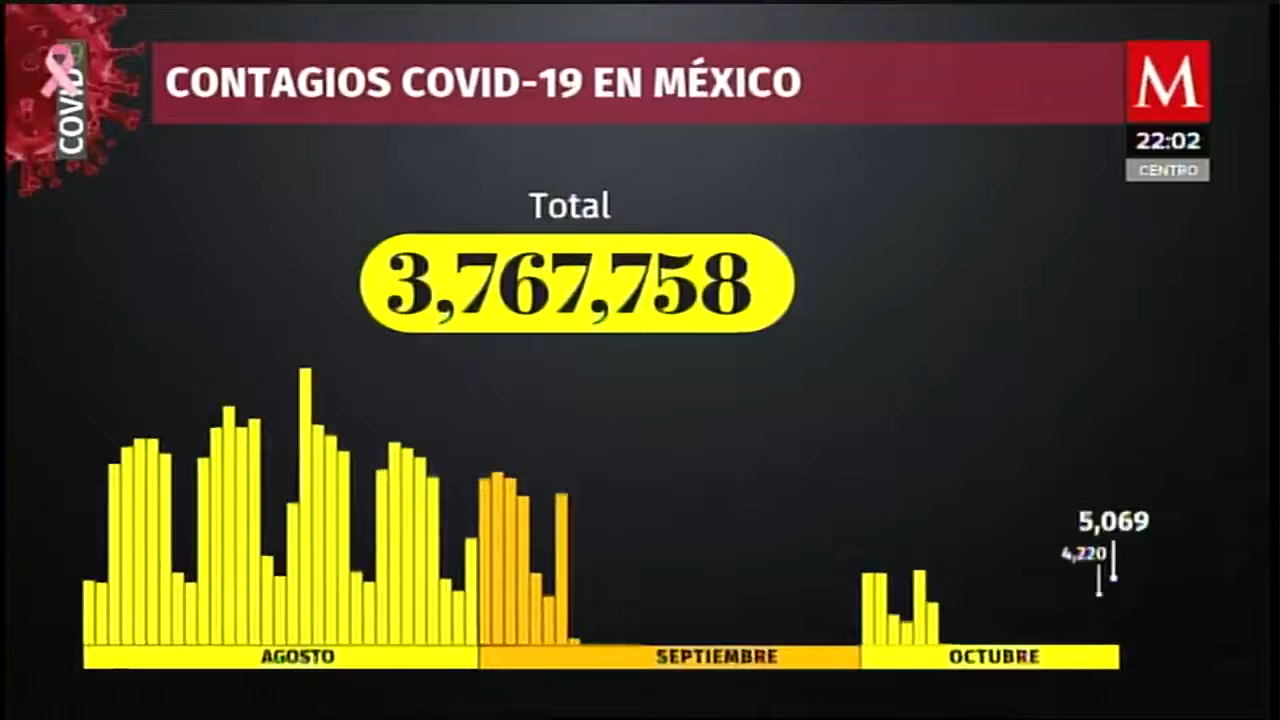 COVID
CONTAGIOS COVID-19 EN MÉXICO
M
22:02
CENTRO
Total
3,767,758
5,069
4,220
AGOSTO
SEPTIEMBRE
OCTUBRE